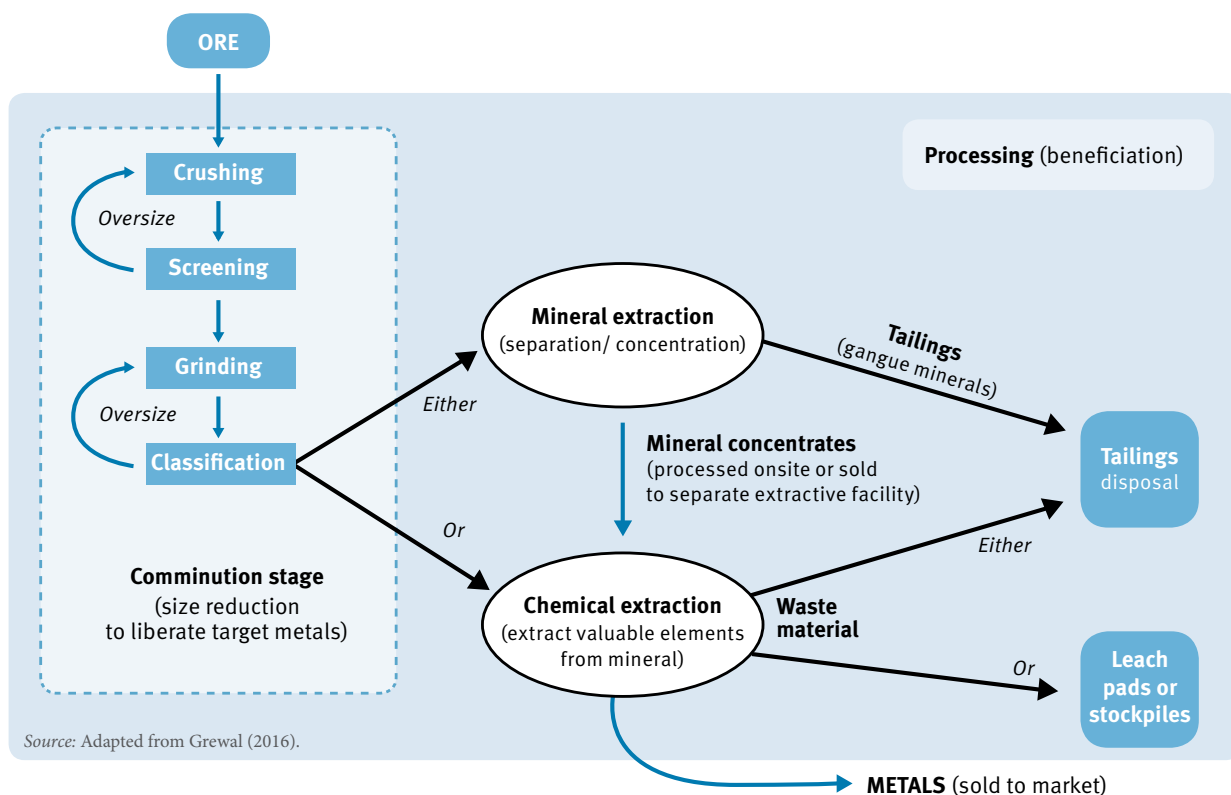 ORE
Processing (beneficiation)
Crushing
Oversize
Screening
Grinding
Oversize
Classification
Comminution stage
(size reduction
to liberate target metals)
Either
Or
Mineral extraction
(separation/ concentration)
Mineral concentrates
(processed onsite or sold
to separate extractive facility)
Chemical extraction
(extract valuable elements
from mineral)
Tailings
(gangue minerals)
Tailings
disposal
Either
Waste
material
Or
Leach
pads or
stockpiles
Source: Adapted from Grewal (2016).
METALS (sold to market)